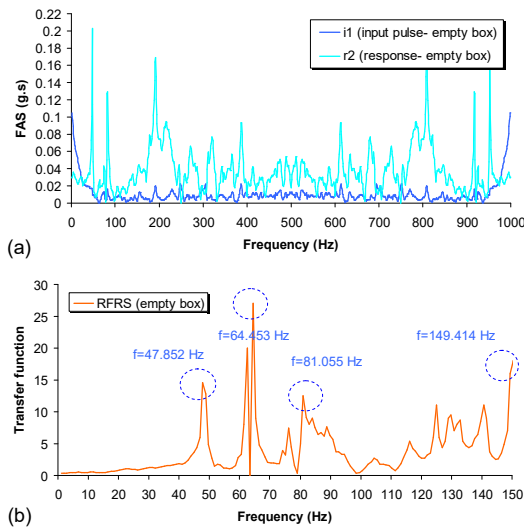 0.22
0.2
0.18
0.16
0.14
0.12
0.1
0.08
0.06
0.04
0.02
0
FAS (g.s)
i1 (input pulse- empty box)
r2 (response- empty box)
0 100 200 300 400 500 600 700 800 900 1000
Frequency (Hz)
(a)
30
25
20
15
10
5
0
Transfer function
RFRS (empty box)
f=47.852 Hz
f=64.453 Hz
f=81.055 Hz
f=149.414 Hz
0 10 20 30 40 50 60 70 80 90 100 110 120 130 140 150
Frequency (Hz)
(b)